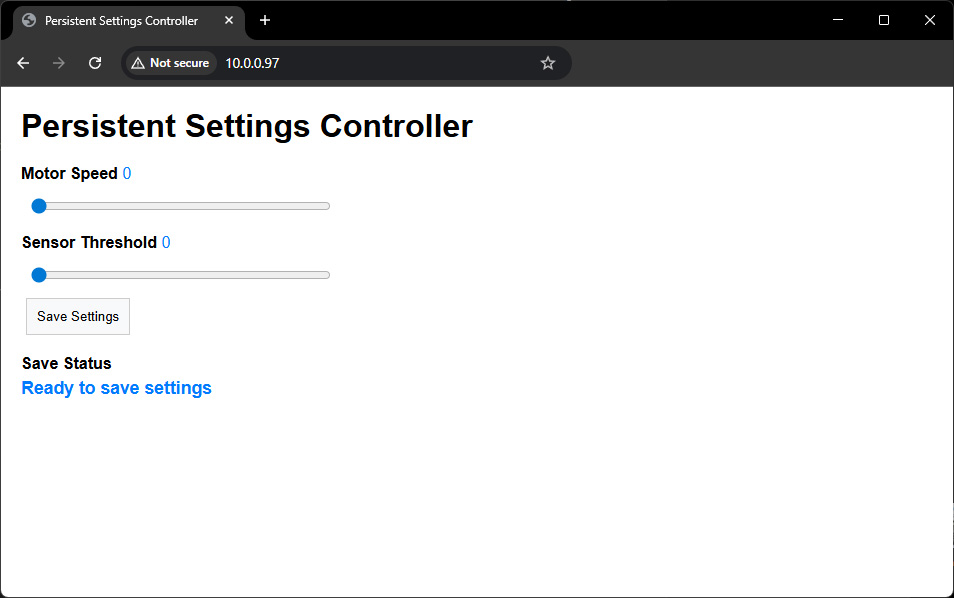 Persistent Settings Controller
Not secure 10.0.0.97
Persistent Settings Controller
Motor Speed 0
Sensor Threshold 0
Save Settings
Save Status
Ready to save settings